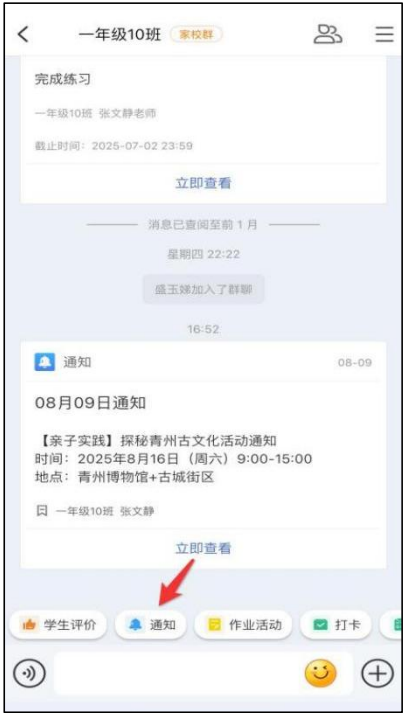 一年级10班 家校群
完成练习
一年级10班 张文静老师
截止时间：2025-07-02 23:59
立即查看
消息已查阅至前 1 月
星期四 22:22
盛玉娣加入了群聊
16:52
通知 08-09
08月09日通知
【亲子实践】探秘青州古文化活动通知
时间：2025年8月16日（周六）9:00-15:00
地点：青州博物馆+古城街区
一年级10班 张文静
立即查看
学生评价 通知 作业活动 打卡